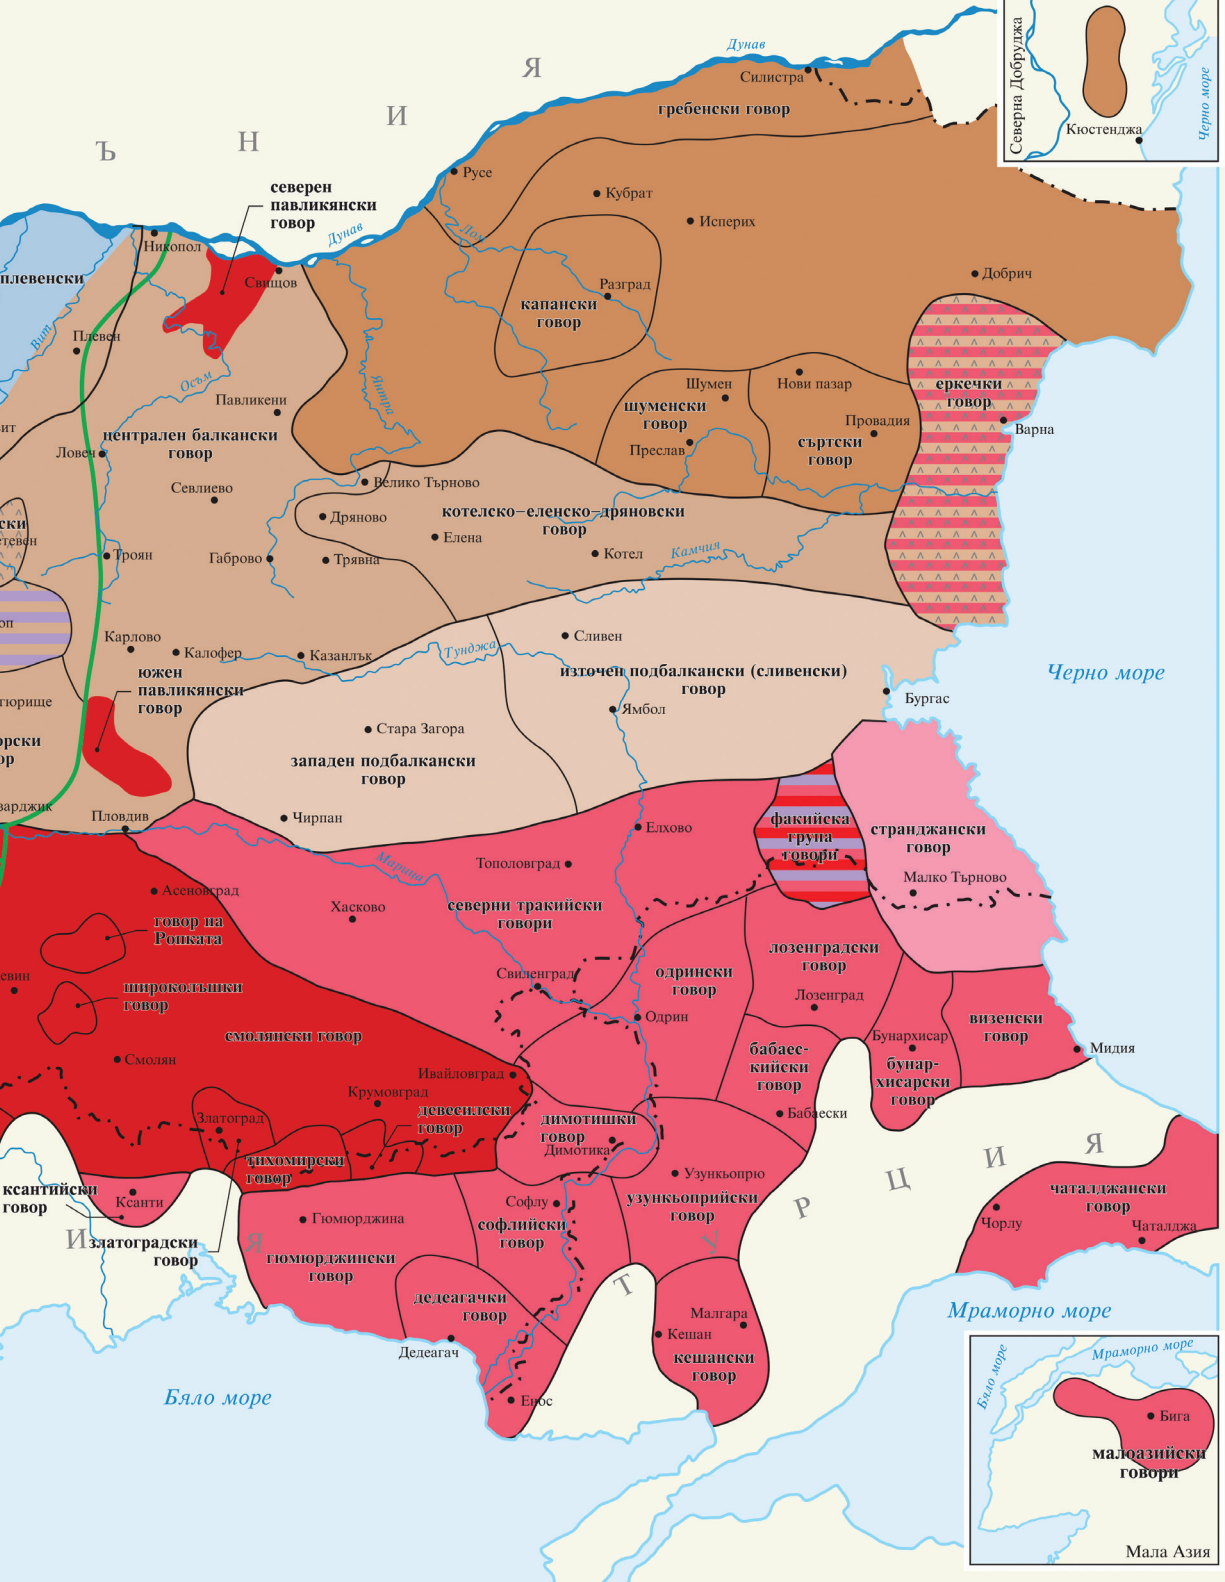 Дунав
Силистра
гребенски говор
Северна Добруджа
Кюстенджа
Черно море
Ъ Н И Я
северен
павликянски
говор
Русе
Кубрат
Исперих
Лом
Дунав
Никопол
Свищов
плевенски
Вит
Плевен
Добрич
Разград
капански
говор
Осъм
Павликени
Янтра
Шумен
шуменски
говор
Преслав
Нови пазар
Провадия
съртски
говор
еркечки
говор
Варна
централен балкански
говор
Ловеч
Севлиево
Велико Търново
Дряново
котелско–еленско–дряновски
говор
Елена
Котел
Камчия
Троян
Габрово
Трявна
ски
етевен
оп
Карлово
Калофер
Казанлък
Тунджа
Сливен
източен подбалкански (сливенски)
говор
Ямбол
Бургас
Черно море
южен
павликянски
говор
гюрище
орски
ор
Стара Загора
западен подбалкански
говор
Чирпан
зарджик
Пловдив
Марица
Елхово
Тополовград
факийска
група
говори
странджански
говор
Малко Търново
Асеновград
говор на
Ропката
Хасково
северни тракийски
говори
евин
широколъшки
говор
Свиленград
одрински
говор
лозенградски
говор
Лозенград
Одрин
смолянски говор
Смолян
Ивайловград
Крумовград
девесилски
говор
Златоград
тихомирски
говор
бабаес-
кийски
говор
Бабаески
Бунархисар
бунар-
хисарски
говор
визенски
говор
Мидия
димотишки
говор
Димотика
ксантийски
говор
Ксанти
златоградски
говор
И Я
Гюмюрджина
гюмюрджински
говор
Софлу
софлийски
говор
Узункьопрю
узункьоприйски
говор
Т У Р Ц И Я
чаталджански
говор
Чорлу
Чаталджа
дедеагачки
говор
Дедеагач
Малгара
Кешан
кешански
говор
Енос
Бяло море
Мраморно море
Мраморно море
Бяло море
Бига
малоазийски
говори
Мала Азия